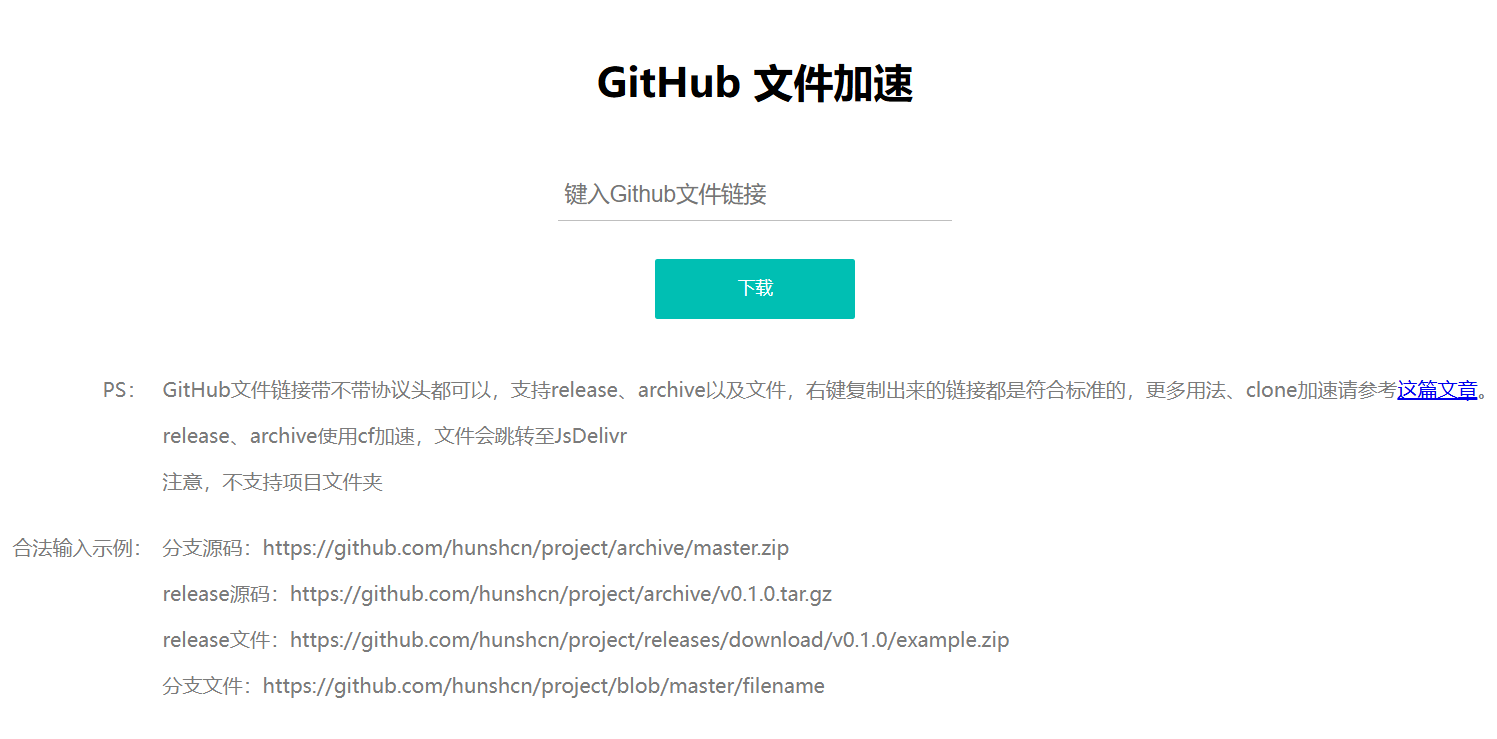 GitHub 文件加速
键入Github文件链接
下载
PS： GitHub文件链接带不带协议头都可以，支持release、archive以及文件，右键复制出来的链接都是符合标准的，更多用法、clone加速请参考这篇文章。
release、archive使用cf加速，文件会跳转至JsDelivr
注意，不支持项目文件夹
合法输入示例： 分支源码：https://github.com/hunshcn/project/archive/master.zip
release源码：https://github.com/hunshcn/project/archive/v0.1.0.tar.gz
release文件：https://github.com/hunshcn/project/releases/download/v0.1.0/example.zip
分支文件：https://github.com/hunshcn/project/blob/master/filename